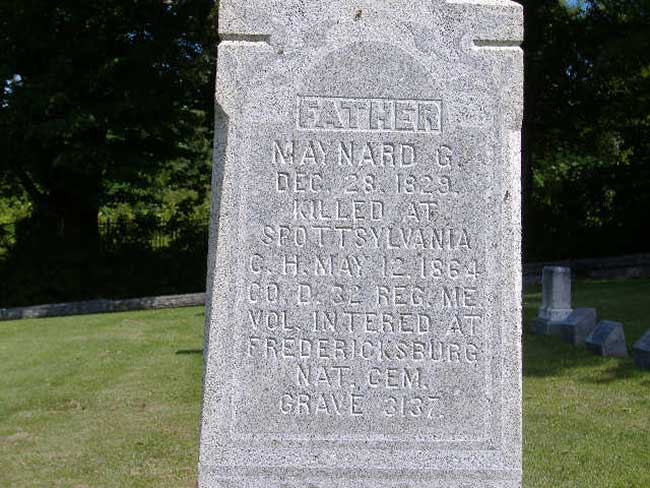 FATHER
MAYNARD G.
DEC. 28. 1829.
KILLED AT
SPOTTSYLVANIA
C. H. MAY 12. 1864
CO. D. 32 REG. ME.
VOL. INTERED AT
FREDERICKSBURG
NAT. CEM.
GRAVE 3137.